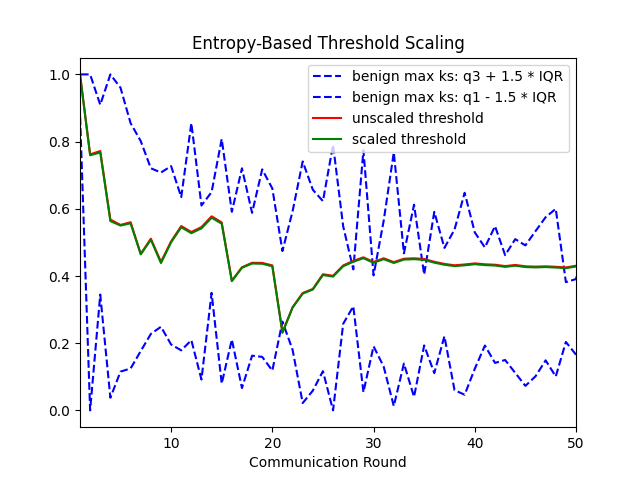 Entropy-Based Threshold Scaling
benign max ks: q3 + 1.5 * IQR
benign max ks: q1 - 1.5 * IQR
unscaled threshold
scaled threshold
1.0
0.8
0.6
0.4
0.2
0.0
10 20 30 40 50
Communication Round